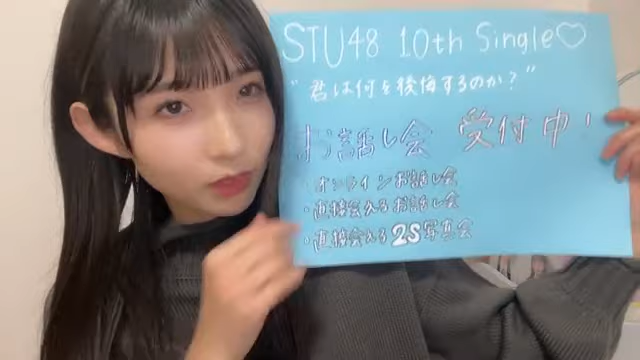 STU48 10th Single♡
"君は何を後悔するのか？"
お話し会 受付中！
・オンラインお話し会
・直接会えるお話し会
・直接会える2S写真会